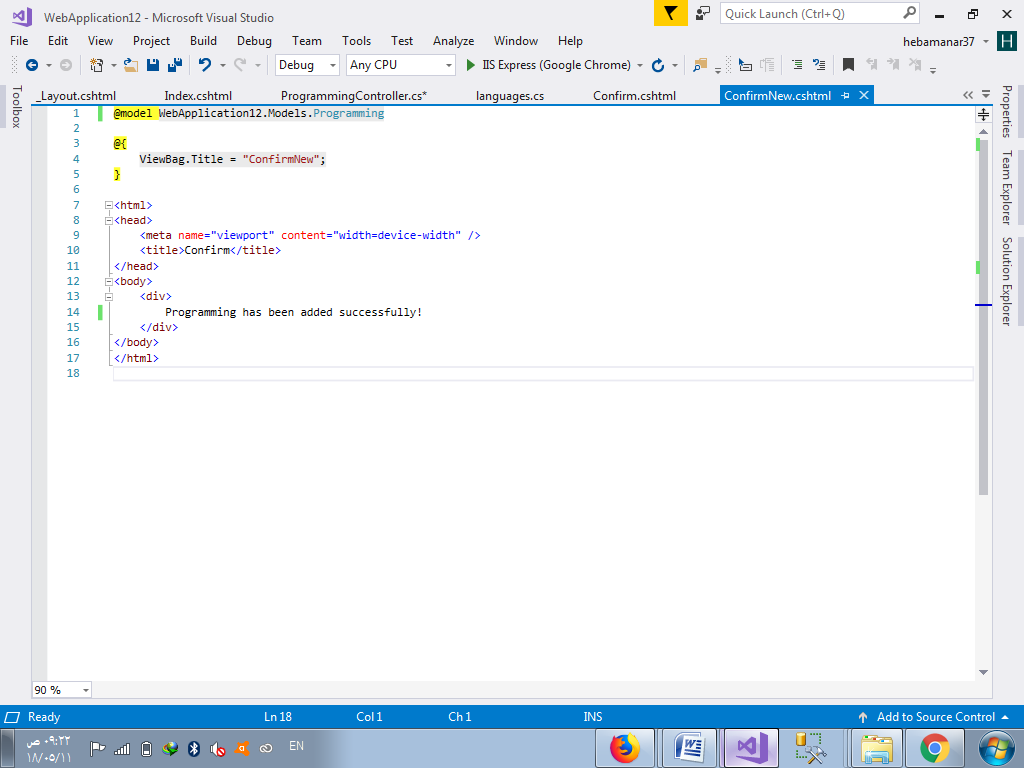 WebApplication12 - Microsoft Visual Studio
Quick Launch (Ctrl+Q)
File Edit View Project Build Debug Team Tools Test Analyze Window Help
hebamanar37
H
Debug
Any CPU
IIS Express (Google Chrome)
Toolbox
_Layout.cshtml Index.cshtml ProgrammingController.cs* languages.cs Confirm.cshtml ConfirmNew.cshtml
Properties
Team Explorer
Solution Explorer
1 @model WebApplication12.Models.Programming
2
3 @{
4 ViewBag.Title = "ConfirmNew";
5 }
6
7 <html>
8 <head>
9 <meta name="viewport" content="width=device-width" />
10 <title>Confirm</title>
11 </head>
12 <body>
13 <div>
14 Programming has been added successfully!
15 </div>
16 </body>
17 </html>
18
90 %
Ready Ln 18 Col 1 Ch 1 INS Add to Source Control
٠٩:٢٢ ص
١٨/٠٥/١١
EN